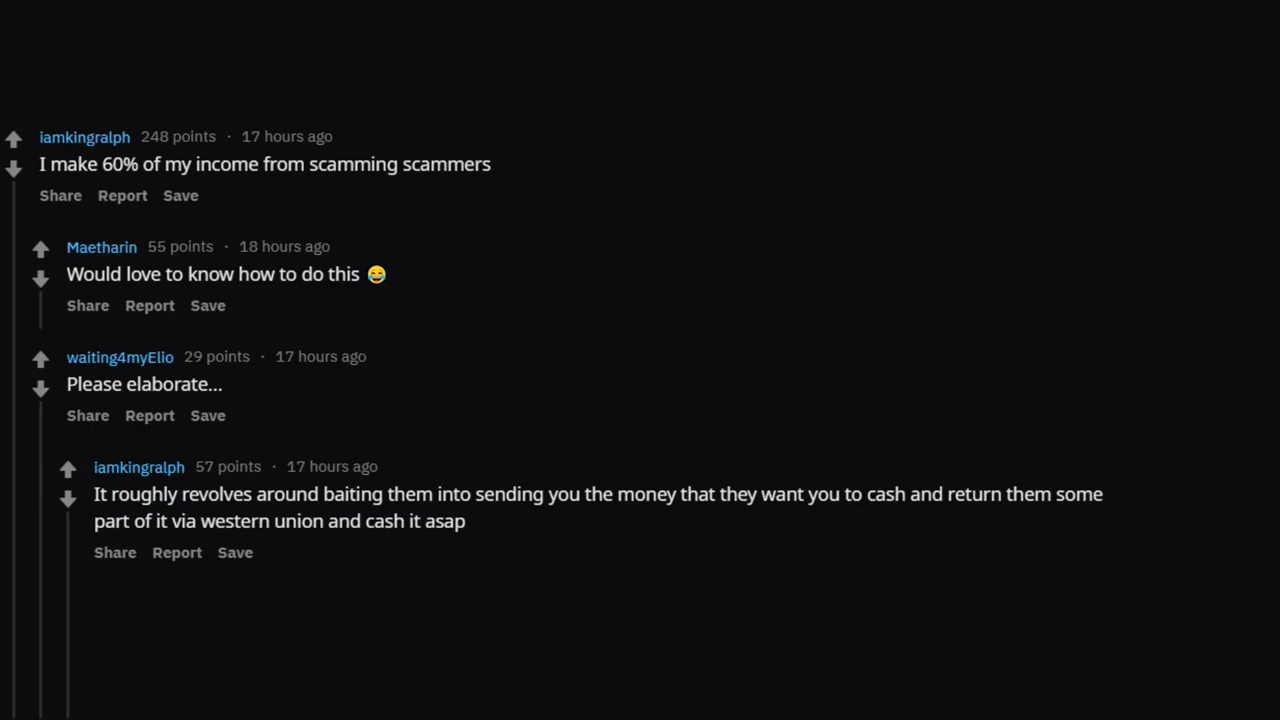 iamkingralph 248 points · 17 hours ago
I make 60% of my income from scamming scammers
Share Report Save
Maetharin 55 points · 18 hours ago
Would love to know how to do this 😂
Share Report Save
waiting4myElio 29 points · 17 hours ago
Please elaborate...
Share Report Save
iamkingralph 57 points · 17 hours ago
It roughly revolves around baiting them into sending you the money that they want you to cash and return them some
part of it via western union and cash it asap
Share Report Save